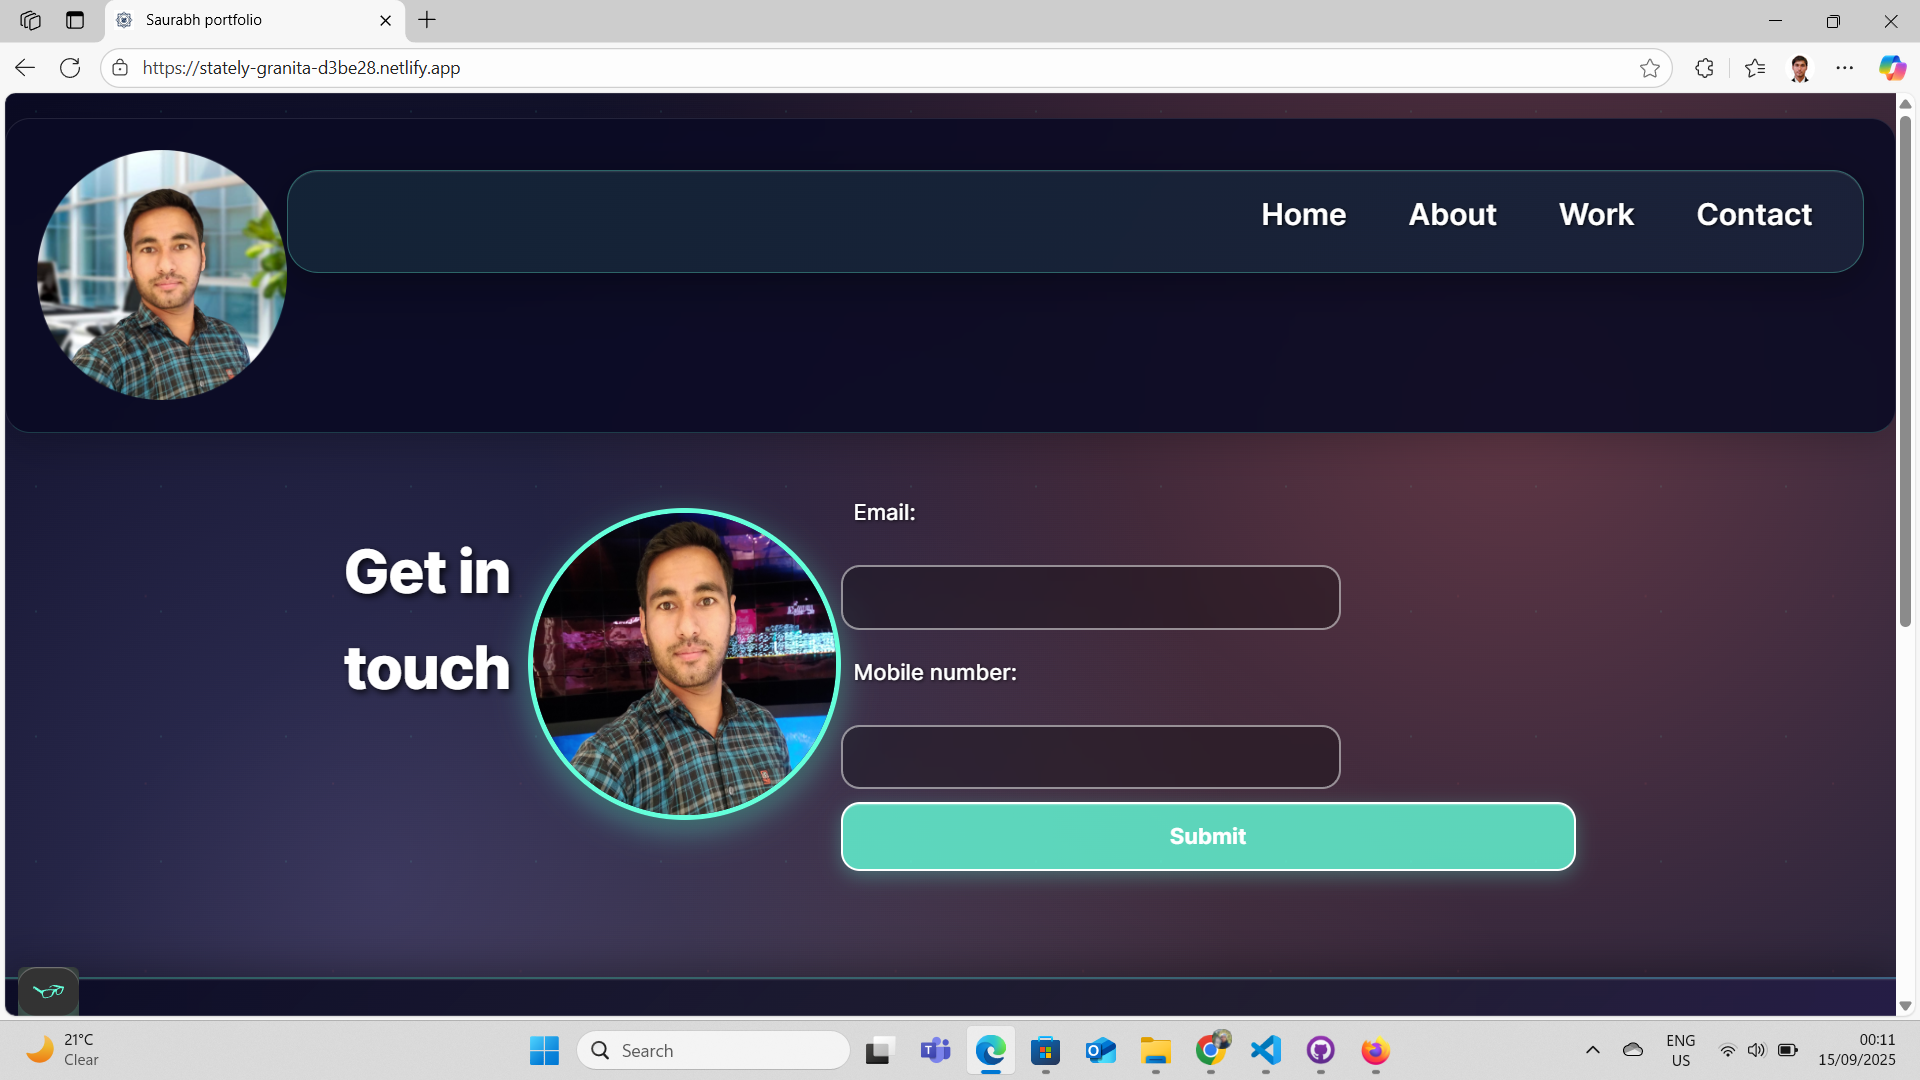 Saurabh portfolio
https://stately-granita-d3be28.netlify.app
Home About Work Contact
Get in
touch
Email:
Mobile number:
Submit
21°C
Clear
Search
ENG
US
00:11
15/09/2025